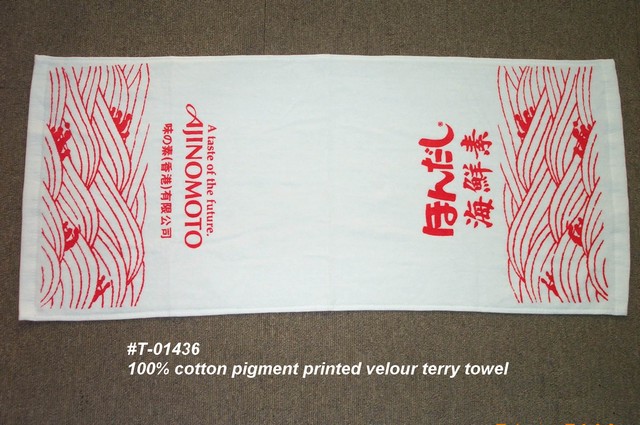 A taste of the future.
AJINOMOTO
味の素(香港)有限公司
ほんだし®
海鮮素
#T-01436
100% cotton pigment printed velour terry towel